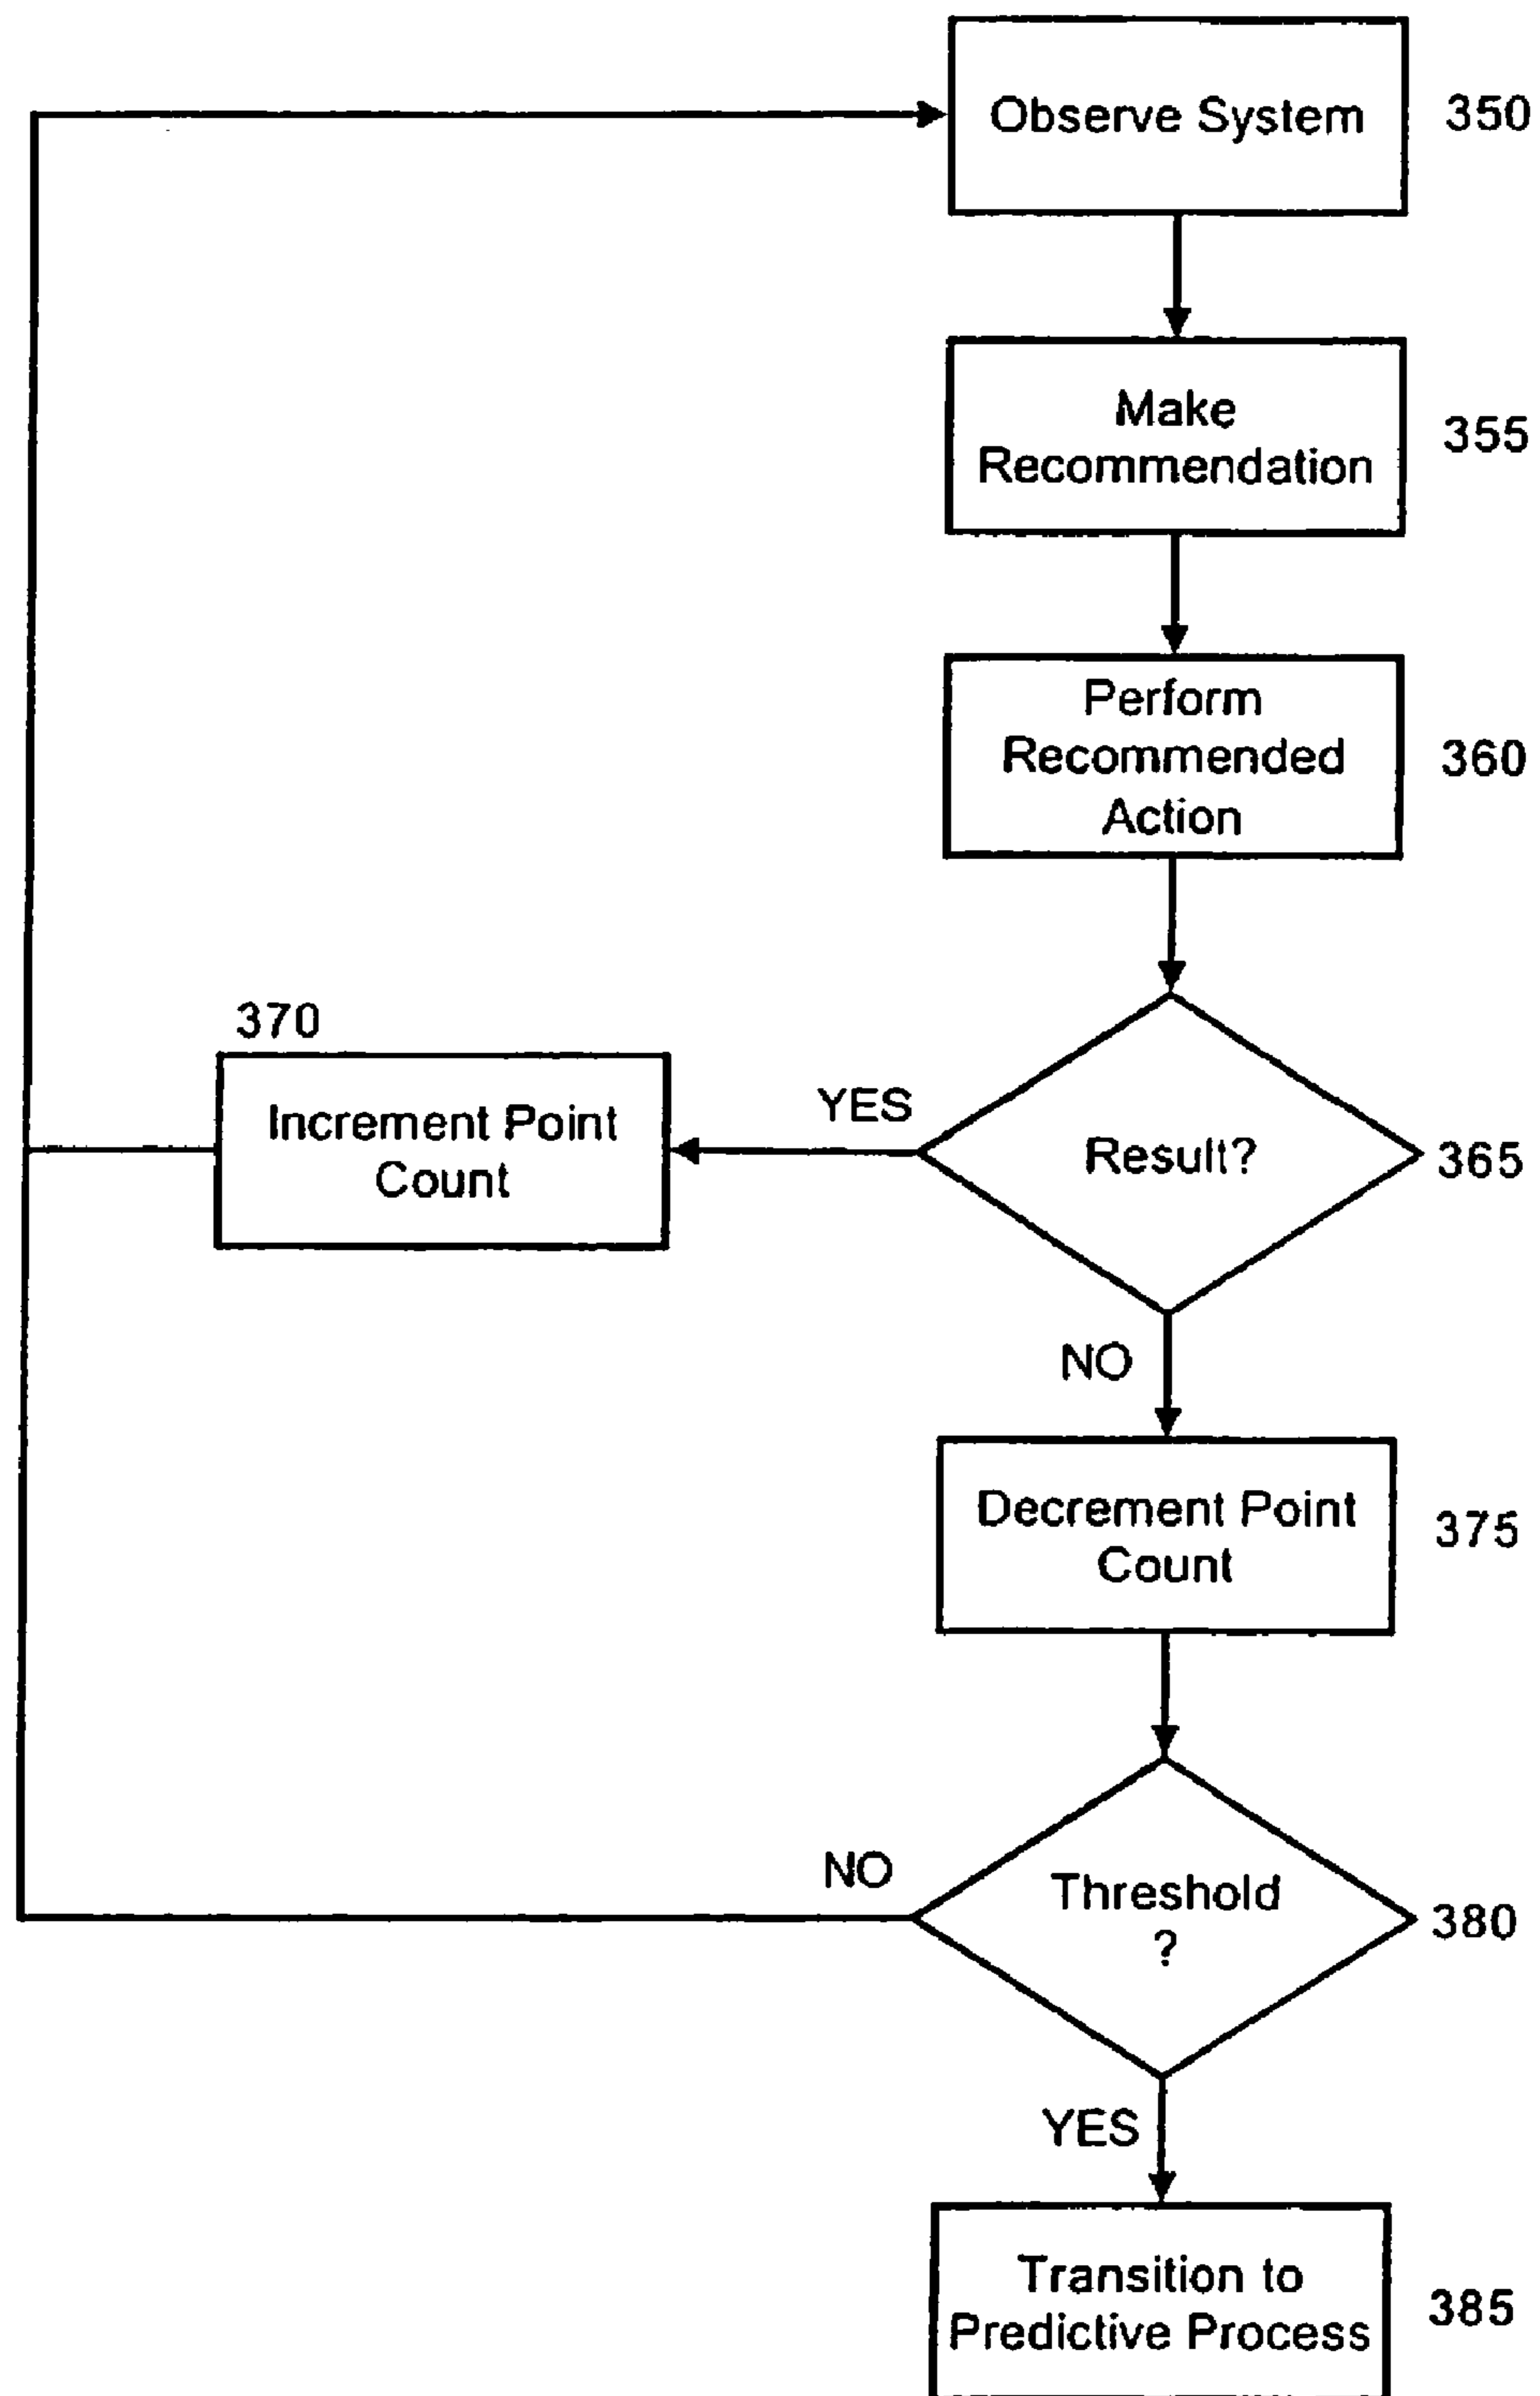 Observe System
350
Make
Recommendation
355
Perform
Recommended
Action
360
370
Increment Point
Count
YES
Result?
365
NO
Decrement Point
Count
375
NO
Threshold
?
380
YES
Transition to
Predictive Process
385